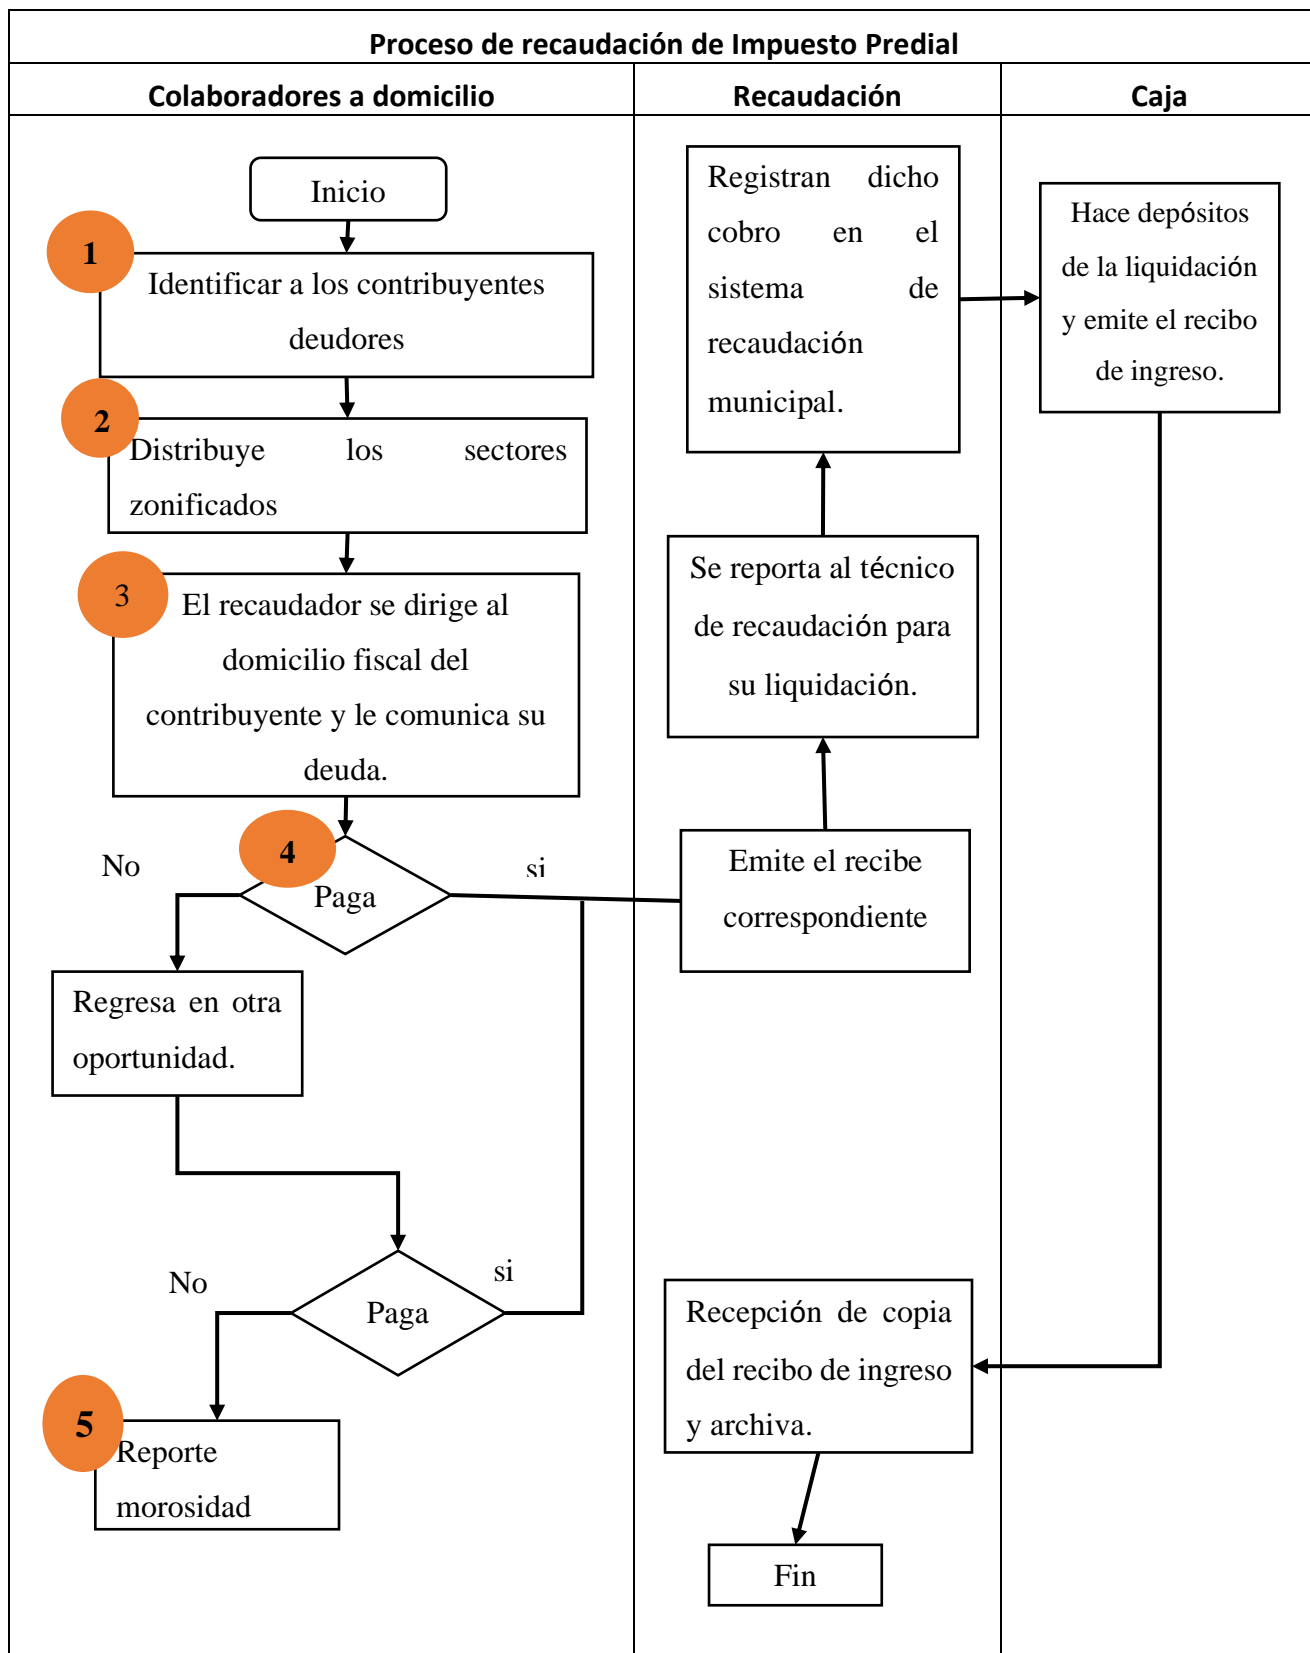 Proceso de recaudación de Impuesto Predial
Colaboradores a domicilio
Recaudación
Caja
Inicio
1
Identificar a los contribuyentes
deudores
2
Distribuye los sectores
zonificados
3
El recaudador se dirige al
domicilio fiscal del
contribuyente y le comunica su
deuda.
4
Paga
No
si
Regresa en otra
oportunidad.
Paga
No
si
5
Reporte
morosidad
Registran dicho
cobro en el
sistema de
recaudación
municipal.
Se reporta al técnico
de recaudación para
su liquidación.
Emite el recibe
correspondiente
Recepción de copia
del recibo de ingreso
y archiva.
Fin
Hace depósitos
de la liquidación
y emite el recibo
de ingreso.